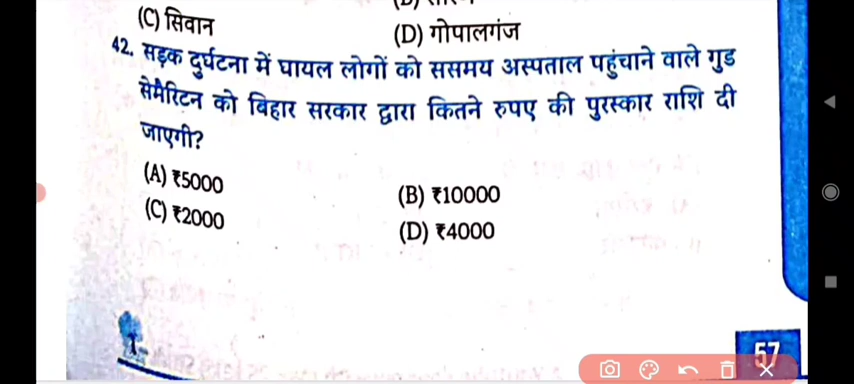 (C) सिवान
(D) गोपालगंज
42. सड़क दुर्घटना में घायल लोगों को ससमय अस्पताल पहुंचाने वाले गुड
सेमैरिटन को बिहार सरकार द्वारा कितने रुपए की पुरस्कार राशि दी
जाएगी?
(A) ₹5000
(B) ₹10000
(C) ₹2000
(D) ₹4000
57